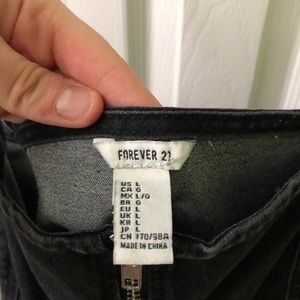 FOREVER 21
US L
CA G
MX L/G
BR G
EU L
UK L
KR L
JP L
CN 170/98A
MADE IN CHINA